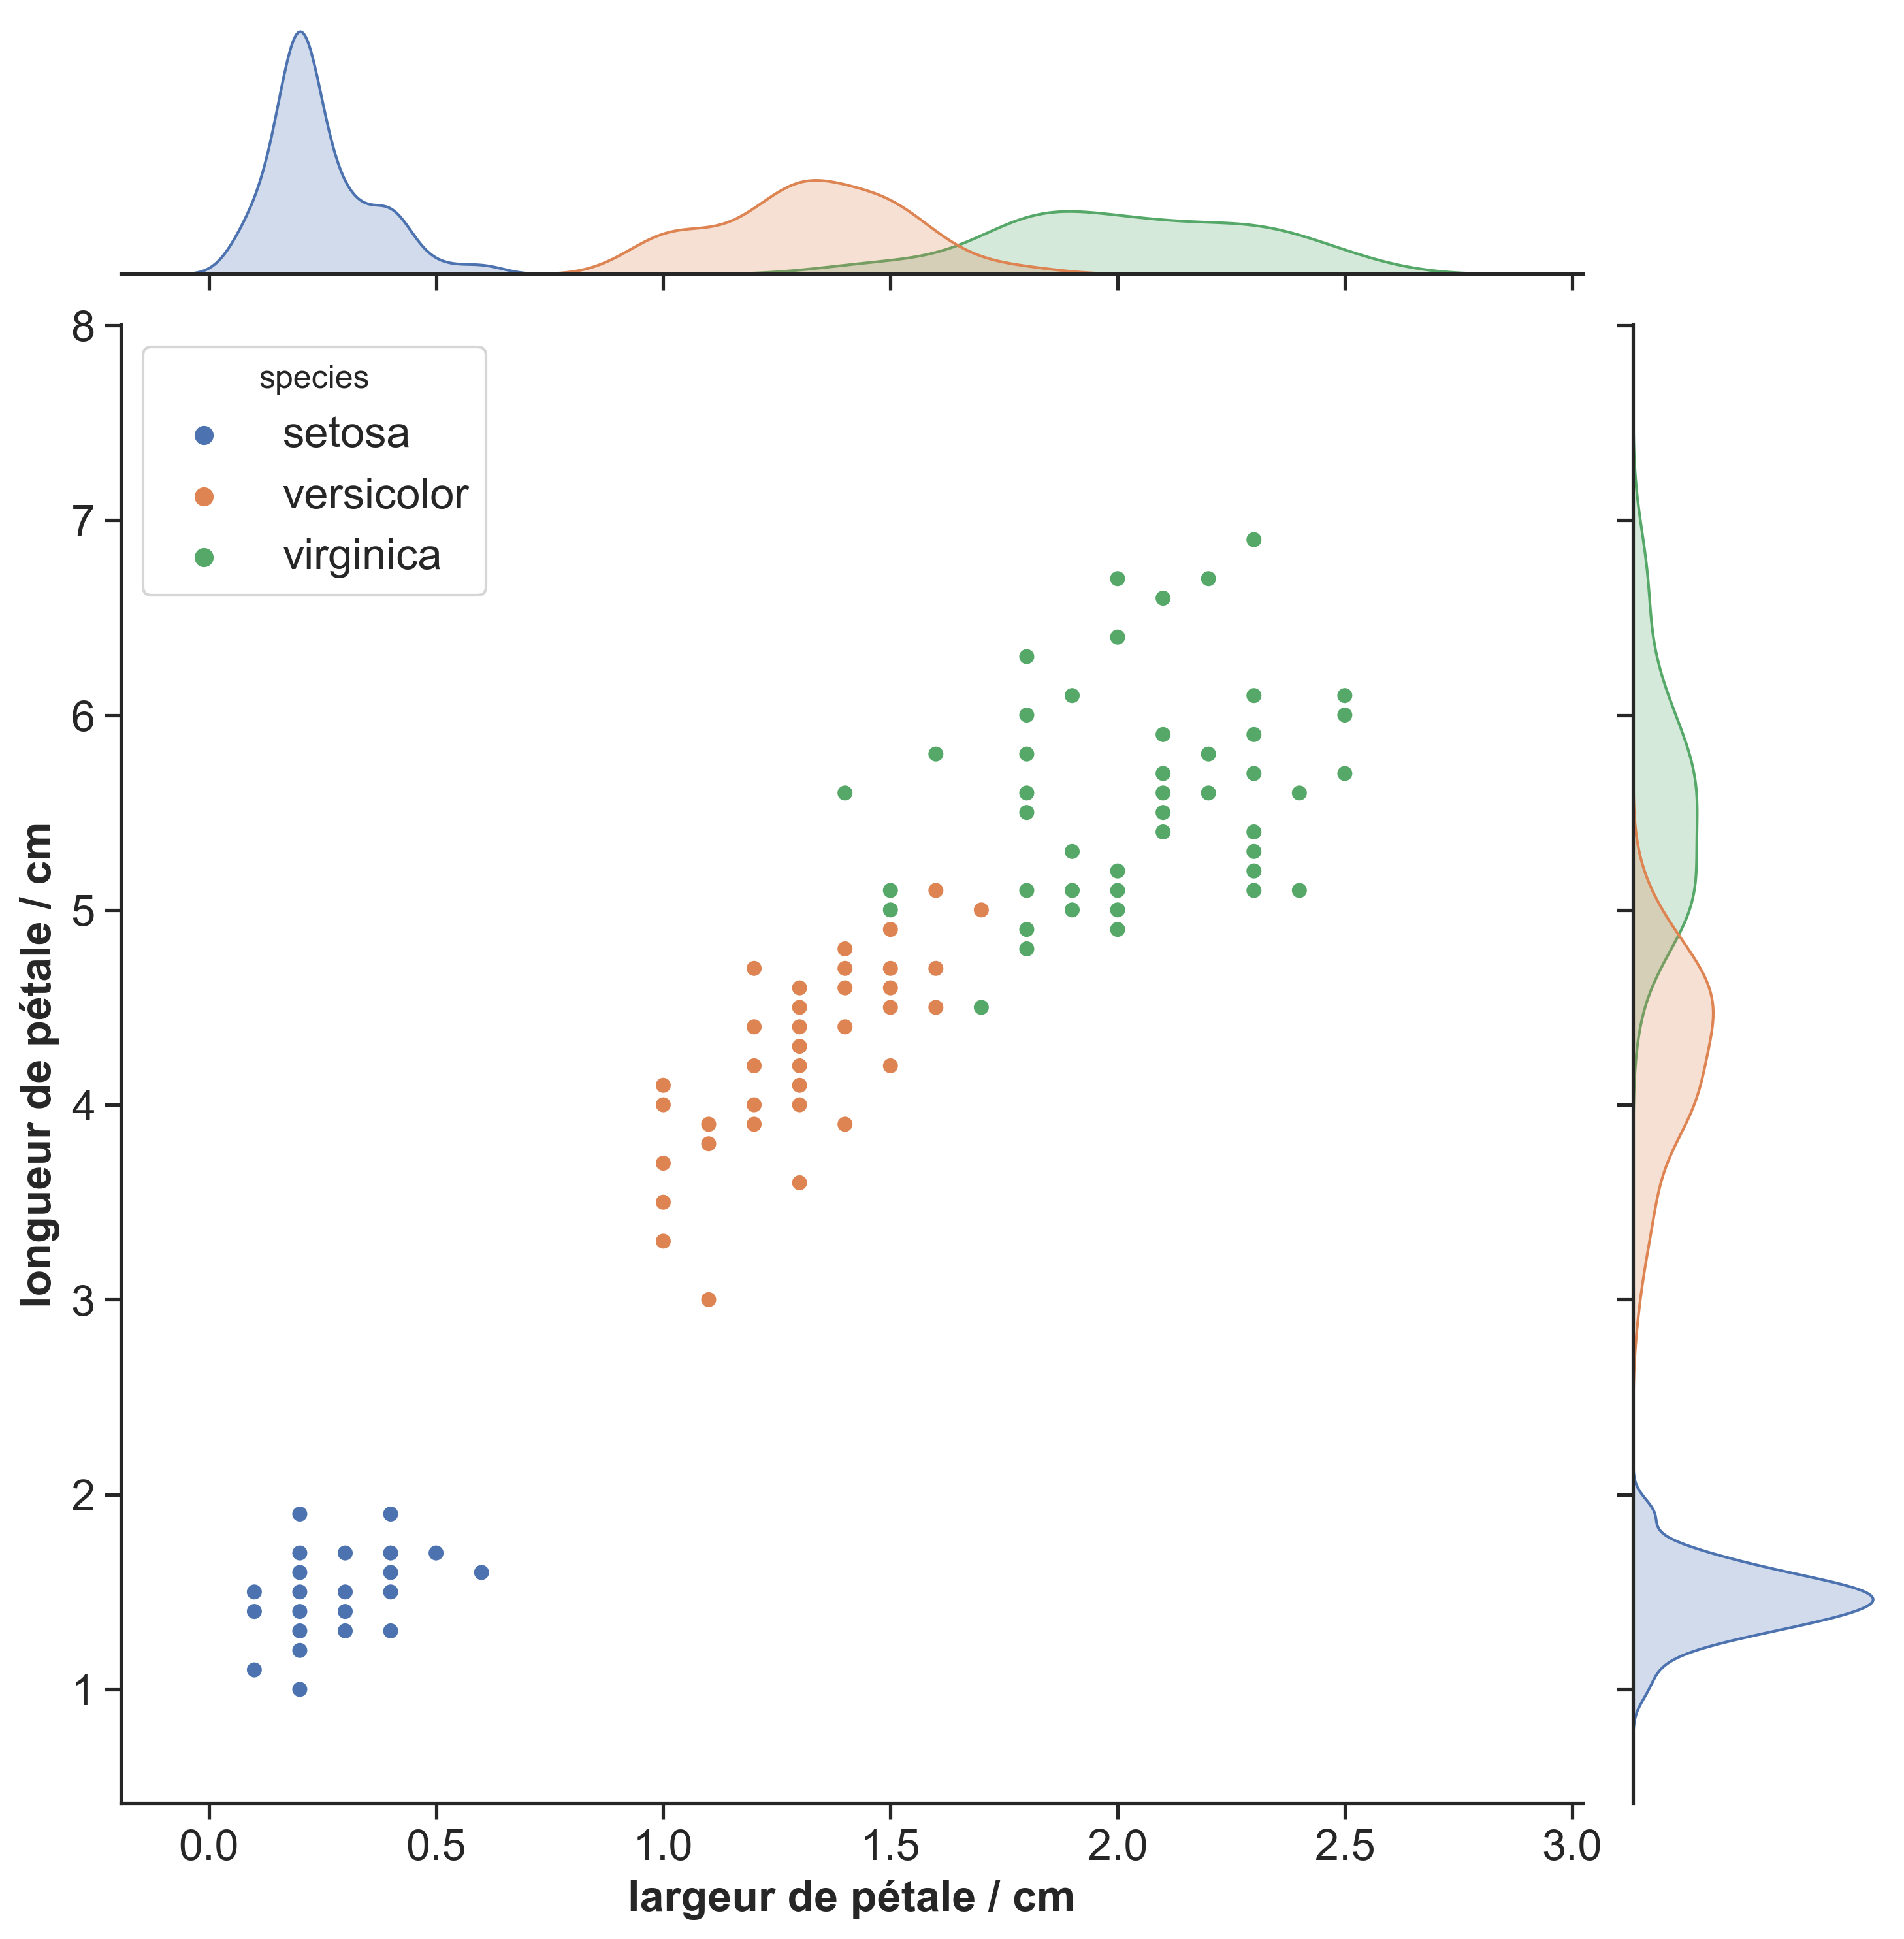 8
species
setosa
versicolor
virginica
7
6
5
4
3
2
1
longueur de pétale / cm
0.0 0.5 1.0 1.5 2.0 2.5 3.0
largeur de pétale / cm